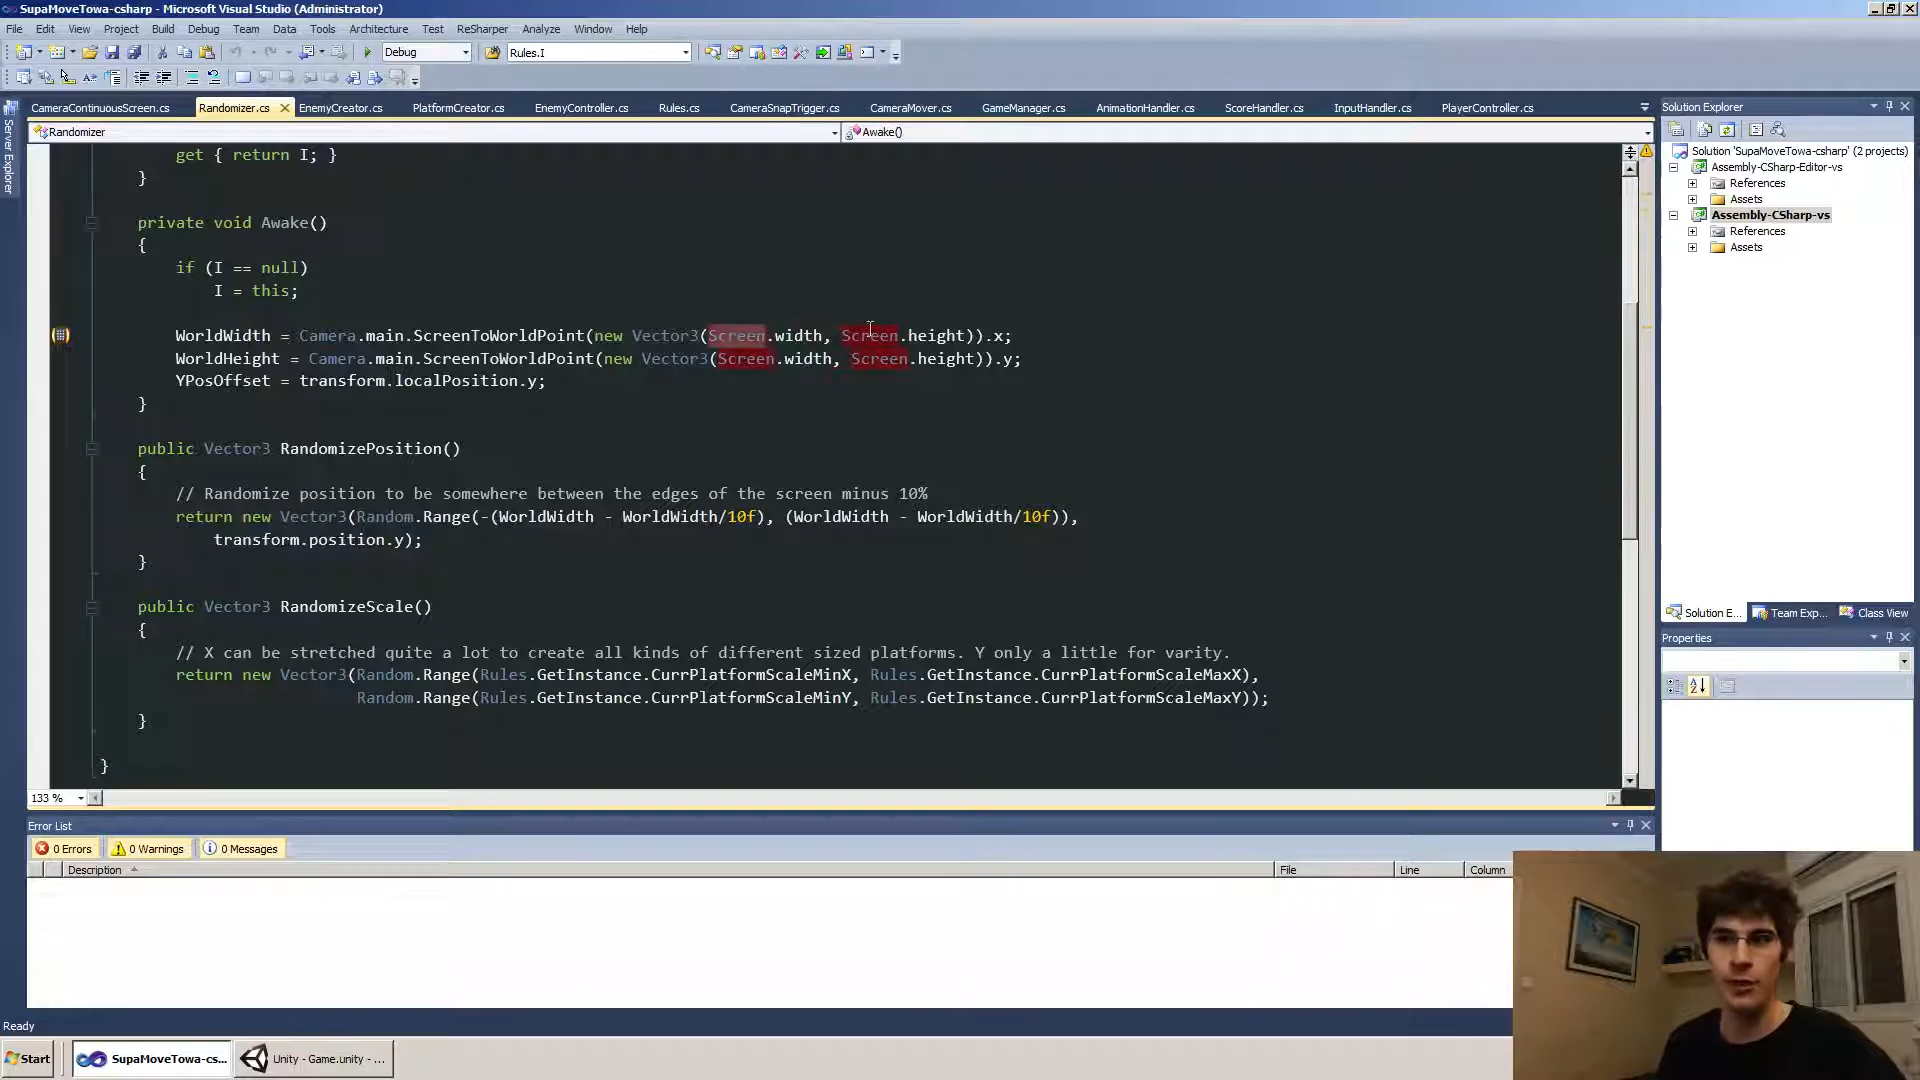 SupaMoveTowa-csharp - Microsoft Visual Studio (Administrator)
File Edit View Project Build Debug Team Data Tools Architecture Test ReSharper Analyze Window Help
Debug Rules.I
CameraContinuousScreen.cs Randomizer.cs EnemyCreator.cs PlatformCreator.cs EnemyController.cs Rules.cs CameraSnapTrigger.cs CameraMover.cs GameManager.cs AnimationHandler.cs ScoreHandler.cs InputHandler.cs PlayerController.cs
Solution Explorer
Server Explorer
Randomizer Awake()
get { return I; }
}
private void Awake()
{
if (I == null)
I = this;
WorldWidth = Camera.main.ScreenToWorldPoint(new Vector3(Screen.width, Screen.height)).x;
WorldHeight = Camera.main.ScreenToWorldPoint(new Vector3(Screen.width, Screen.height)).y;
YPosOffset = transform.localPosition.y;
}
public Vector3 RandomizePosition()
{
// Randomize position to be somewhere between the edges of the screen minus 10%
return new Vector3(Random.Range(-(WorldWidth - WorldWidth/10f), (WorldWidth - WorldWidth/10f)),
transform.position.y);
}
public Vector3 RandomizeScale()
{
// X can be stretched quite a lot to create all kinds of different sized platforms. Y only a little for varity.
return new Vector3(Random.Range(Rules.GetInstance.CurrPlatformScaleMinX, Rules.GetInstance.CurrPlatformScaleMaxX),
Random.Range(Rules.GetInstance.CurrPlatformScaleMinY, Rules.GetInstance.CurrPlatformScaleMaxY));
}
}
133 %
Solution 'SupaMoveTowa-csharp' (2 projects)
Assembly-CSharp-Editor-vs
References
Assets
Assembly-CSharp-vs
References
Assets
Solution E... Team Exp... Class View
Properties
Error List
0 Errors 0 Warnings 0 Messages
Description File Line Column
Ready
Start SupaMoveTowa-cs... Unity - Game.unity - ...